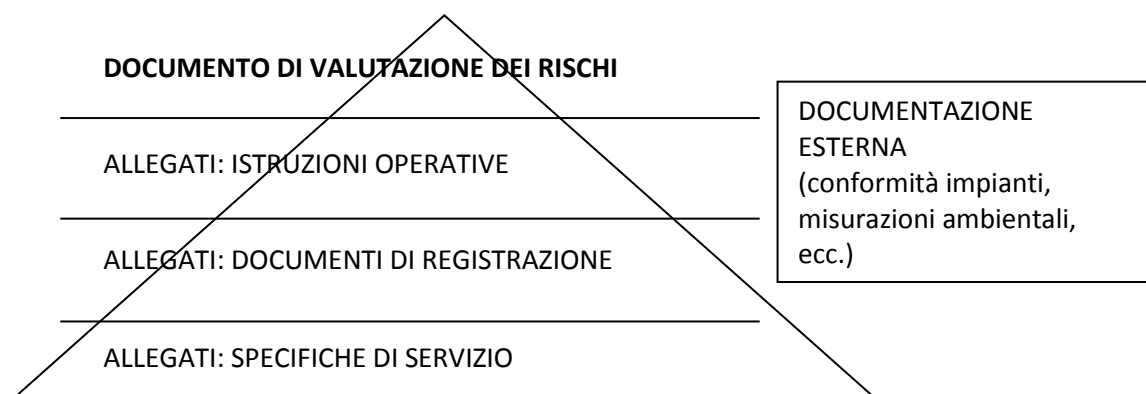 DOCUMENTO DI VALUTAZIONE DEI RISCHI
ALLEGATI: ISTRUZIONI OPERATIVE
ALLEGATI: DOCUMENTI DI REGISTRAZIONE
ALLEGATI: SPECIFICHE DI SERVIZIO
DOCUMENTAZIONE
ESTERNA
(conformità impianti,
misurazioni ambientali,
ecc.)